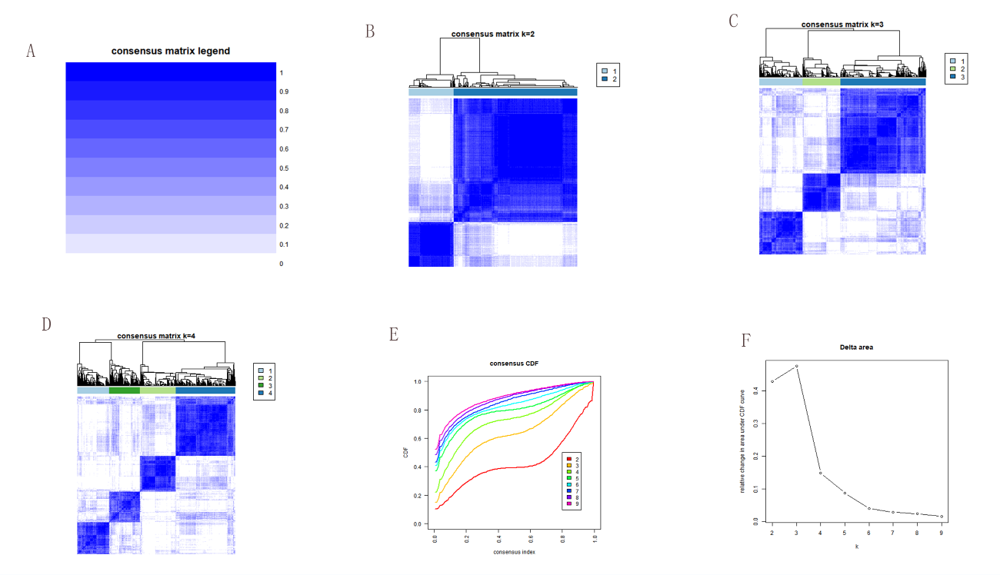 A
consensus matrix legend
1
0.9
0.8
0.7
0.6
0.5
0.4
0.3
0.2
0.1
0
B
consensus matrix k=2
1
2
C
consensus matrix k=3
1
2
3
D
consensus matrix k=4
1
2
3
4
E
consensus CDF
CDF
1.0
0.8
0.6
0.4
0.2
0.0
2
3
4
5
6
7
8
9
0.0 0.2 0.4 0.6 0.8 1.0
consensus index
F
Delta area
relative change in area under CDF curve
0.4
0.3
0.2
0.1
0.0
2 3 4 5 6 7 8 9
k